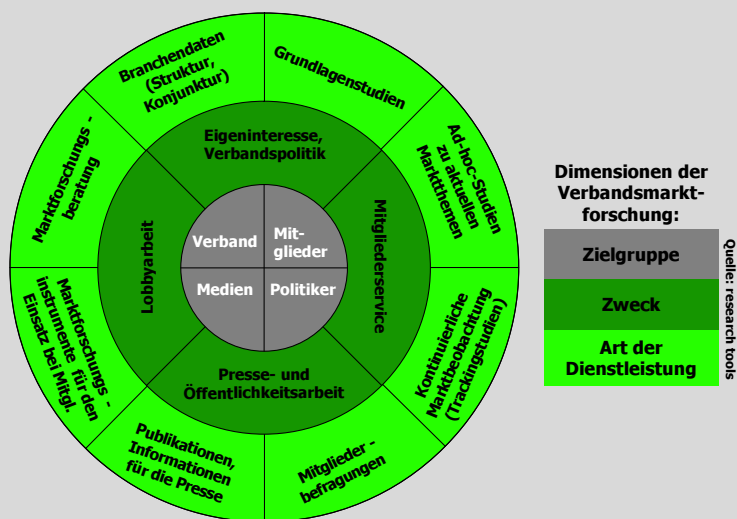 Branchendaten
(Struktur,
Konjunktur)
Grundlagenstudien
Ad-hoc-Studien
zu aktuellen
Marktthemen
Kontinuierliche
Marktbeobachtung
(Trackingstudien)
Mitglieder -
befragungen
Publikationen,
Informationen
für die Presse
Marktforschungs -
instrumente für den
Einsatz bei Mitgl.
Marktforschungs -
beratung
Eigeninteresse,
Verbandspolitik
Mitgliederservice
Presse- und
Öffentlichkeitsarbeit
Lobbyarbeit
Verband
Mit-
glieder
Medien
Politiker
Dimensionen der
Verbandsmarkt-
forschung:
Zielgruppe
Zweck
Art der
Dienstleistung
Quelle: research tools